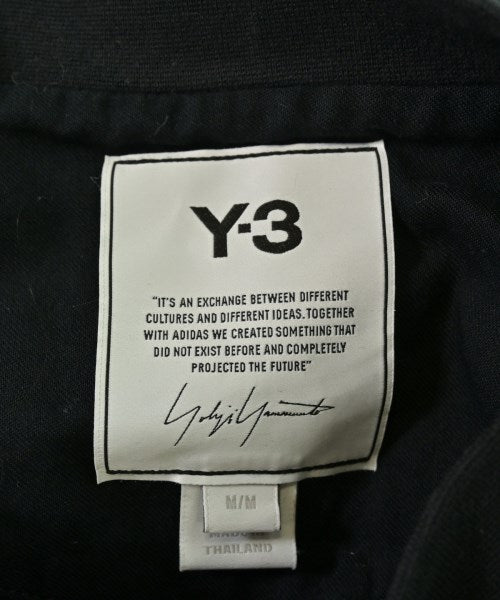 Y-3
"IT'S AN EXCHANGE BETWEEN DIFFERENT
CULTURES AND DIFFERENT IDEAS. TOGETHER
WITH ADIDAS WE CREATED SOMETHING THAT
DID NOT EXIST BEFORE AND COMPLETELY
PROJECTED THE FUTURE"
Yohji Yamamoto
M/M
MADE IN
THAILAND